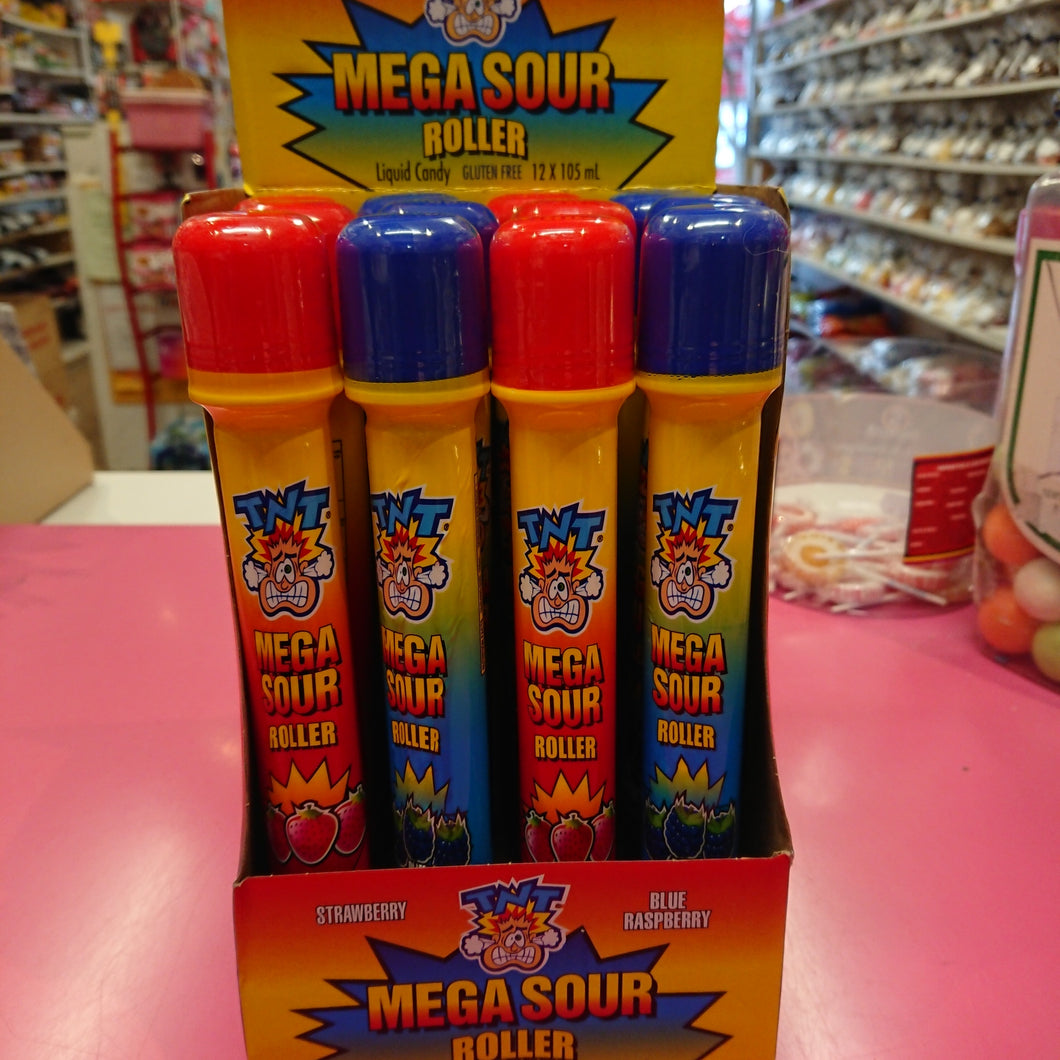 MEGA SOUR
ROLLER
Liquid Candy GLUTEN FREE 12 X 105 mL
TNT
MEGA
SOUR
ROLLER
TNT
MEGA
SOUR
ROLLER
TNT
MEGA
SOUR
ROLLER
TNT
MEGA
SOUR
ROLLER
STRAWBERRY
TNT
BLUE
RASPBERRY
MEGA SOUR
ROLLER